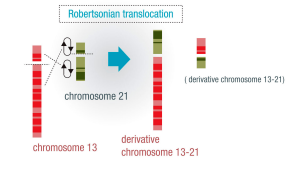 Robertsonian translocation
chromosome 21
( derivative chromosome 13-21)
chromosome 13
derivative
chromosome 13-21